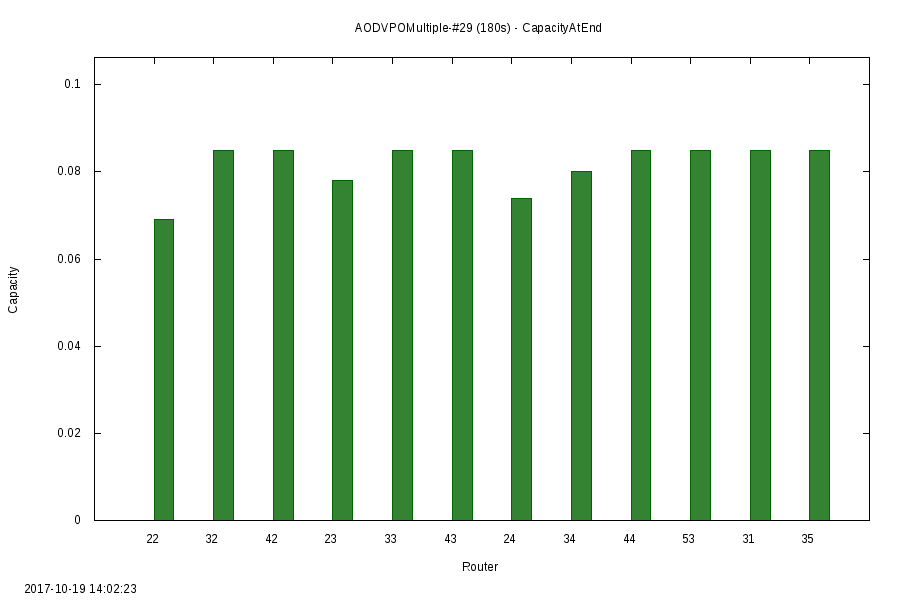 AODVPOMultiple-#29 (180s) - CapacityAtEnd
0.1
0.08
0.06
0.04
0.02
0
Capacity
22 32 42 23 33 43 24 34 44 53 31 35
Router
2017-10-19 14:02:23